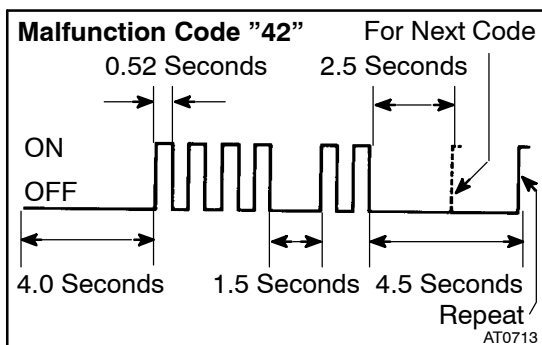 Malfunction Code ”42” For Next Code
0.52 Seconds 2.5 Seconds
ON
OFF
4.0 Seconds 1.5 Seconds 4.5 Seconds
Repeat
AT0713